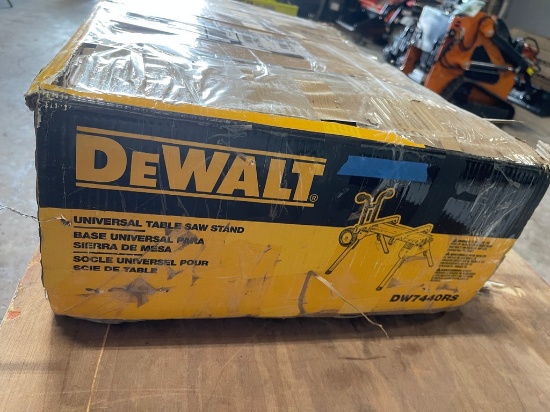 DEWALT®
UNIVERSAL TABLE SAW STAND
BASE UNIVERSAL PARA
SIERRA DE MESA
SOCLE UNIVERSEL POUR
SCIE DE TABLE
DW7440RS